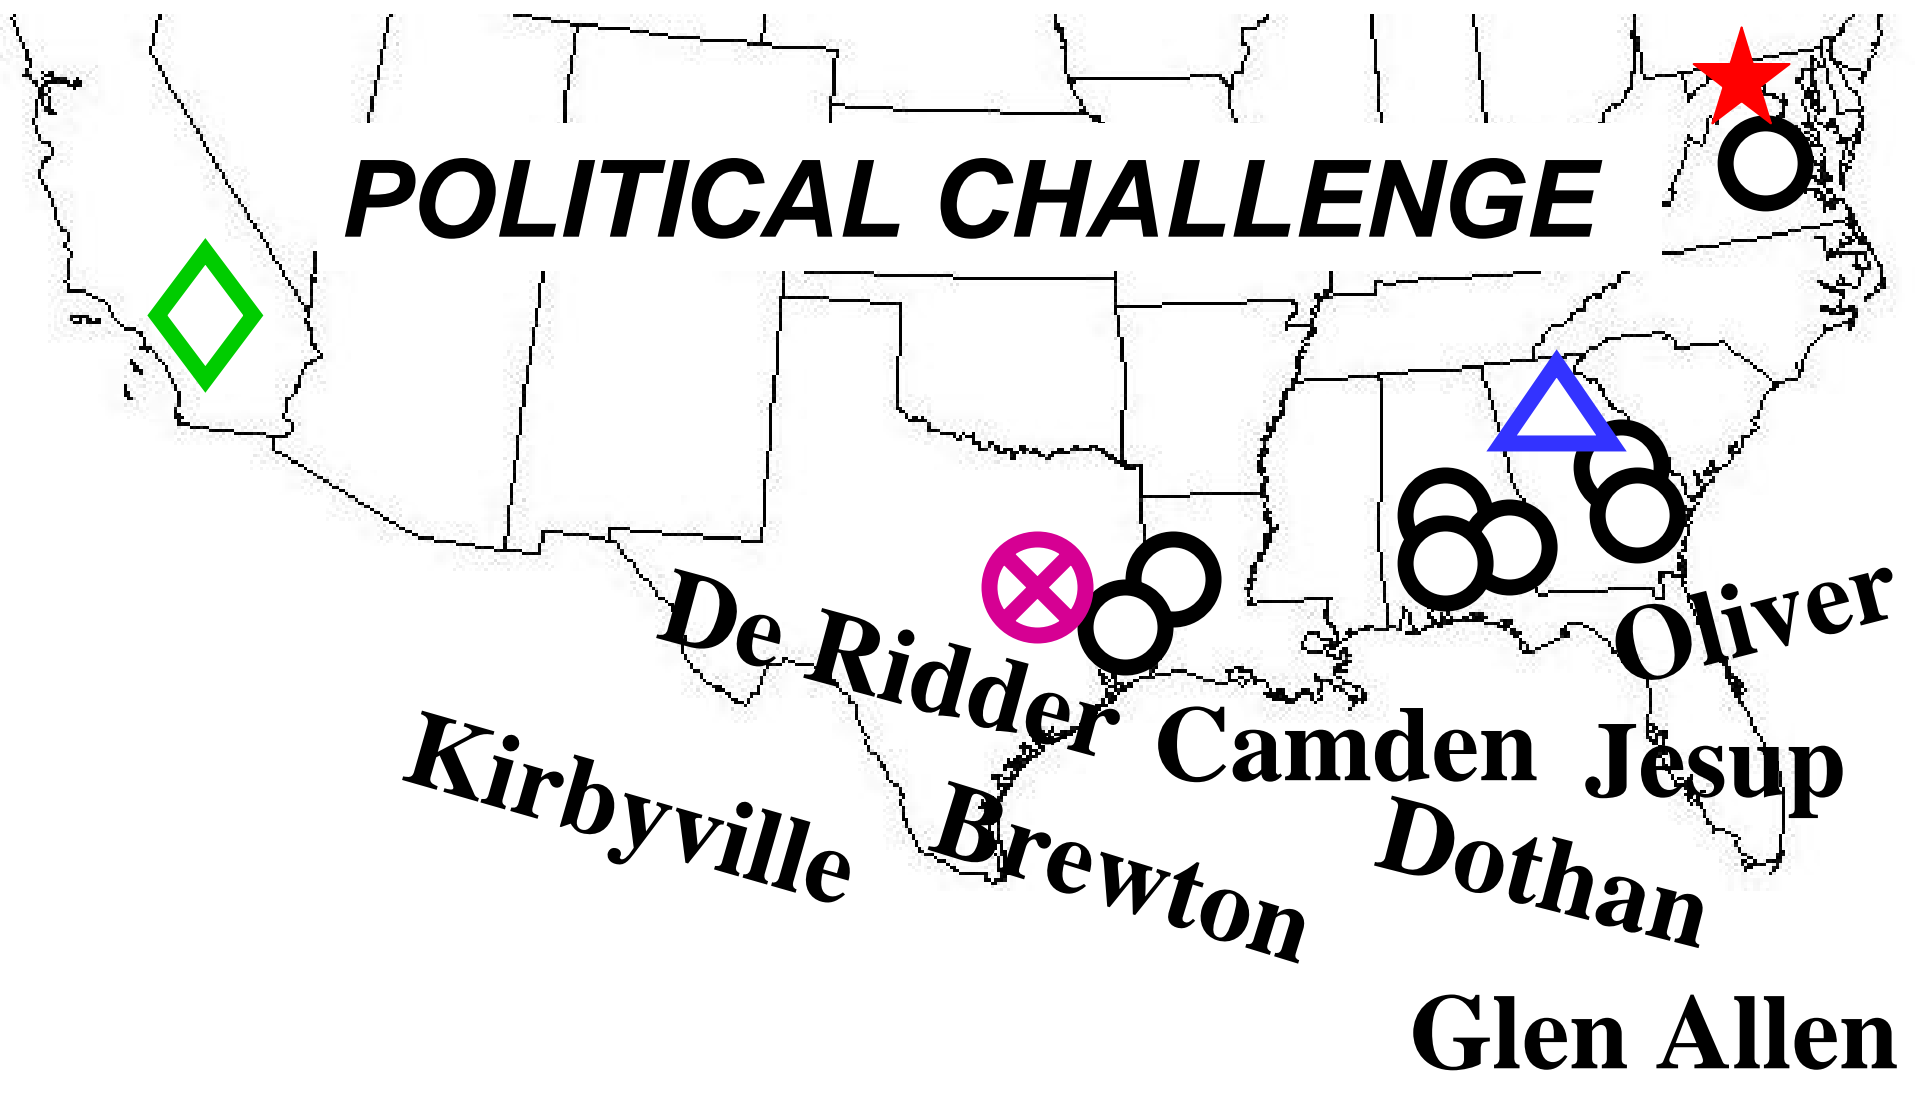 POLITICAL CHALLENGE
Oliver
De Ridder
Camden
Jesup
Kirbyville
Brewton
Dothan
Glen Allen